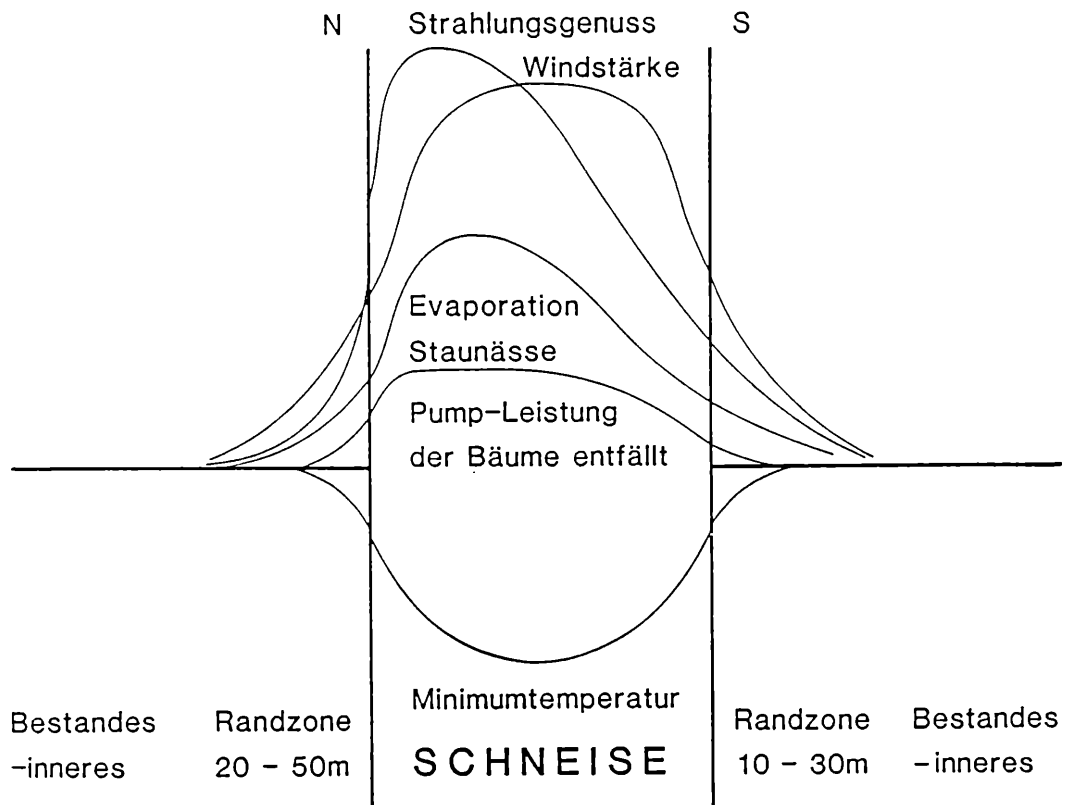 N Strahlungsgenuss S
Windstärke
Evaporation
Staunässe
Pump-Leistung
der Bäume entfällt
Minimumtemperatur
Bestandes
-inneres
Randzone
20 - 50m
SCHNEISE
Randzone
10 - 30m
Bestandes
-inneres